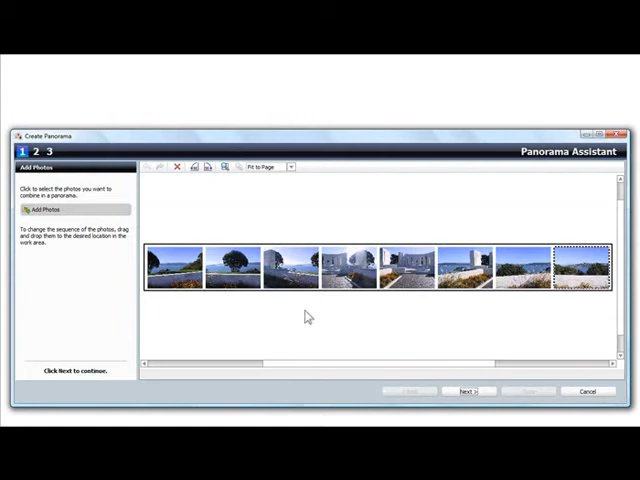 Create Panorama
1 2 3
Panorama Assistant
Add Photos
Fit to Page
Click to select the photos you want to
combine in a panorama.
Add Photos
To change the sequence of the photos, drag
and drop them to the desired location in the
work area.
Click Next to continue.
Next >
Cancel